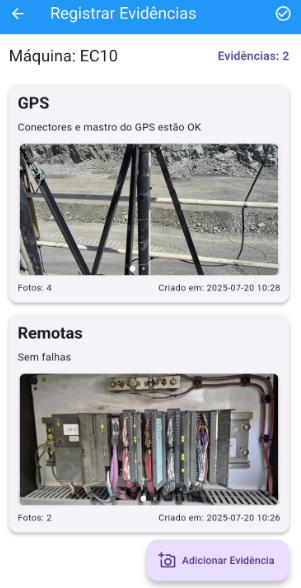 Registrar Evidências
Máquina: EC10
Evidências: 2
GPS
Conectores e mastro do GPS estão OK
Fotos: 4
Criado em: 2025-07-20 10:28
Remotas
Sem falhas
Fotos: 2
Criado em: 2025-07-20 10:26
Adicionar Evidência